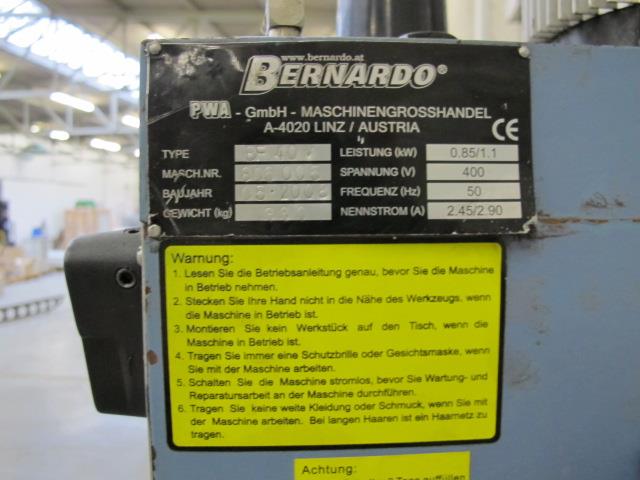 www.bernardo.at
BERNARDO®
PWA - GmbH - MASCHINENGROSSHANDEL
A-4020 LINZ / AUSTRIA
CE
TYPE LEISTUNG (kW) 0.85/1.1
MASCH.NR. SPANNUNG (V) 400
BAUJAHR FREQUENZ (Hz) 50
GEWICHT (kg) NENNSTROM (A) 2.45/2.90
Warnung:
1. Lesen Sie die Betriebsanleitung genau, bevor Sie die Maschine
in Betrieb nehmen.
2. Stecken Sie Ihre Hand nicht in die Nähe des Werkzeugs, wenn
die Maschine in Betrieb ist.
3. Montieren Sie kein Werkstück auf den Tisch, wenn die
Maschine in Betrieb ist.
4. Tragen Sie immer eine Schutzbrille oder Gesichtsmaske, wenn
Sie mit der Maschine arbeiten.
5. Schalten Sie die Maschine stromlos, bevor Sie Wartung- und
Reparatursarbeit an der Maschine durchführen.
6. Tragen Sie keine weite Kleidung oder Schmuck, wenn Sie mit
der Maschine arbeiten. Bei langen Haaren ist ein Haarnetz zu
tragen.
Achtung: